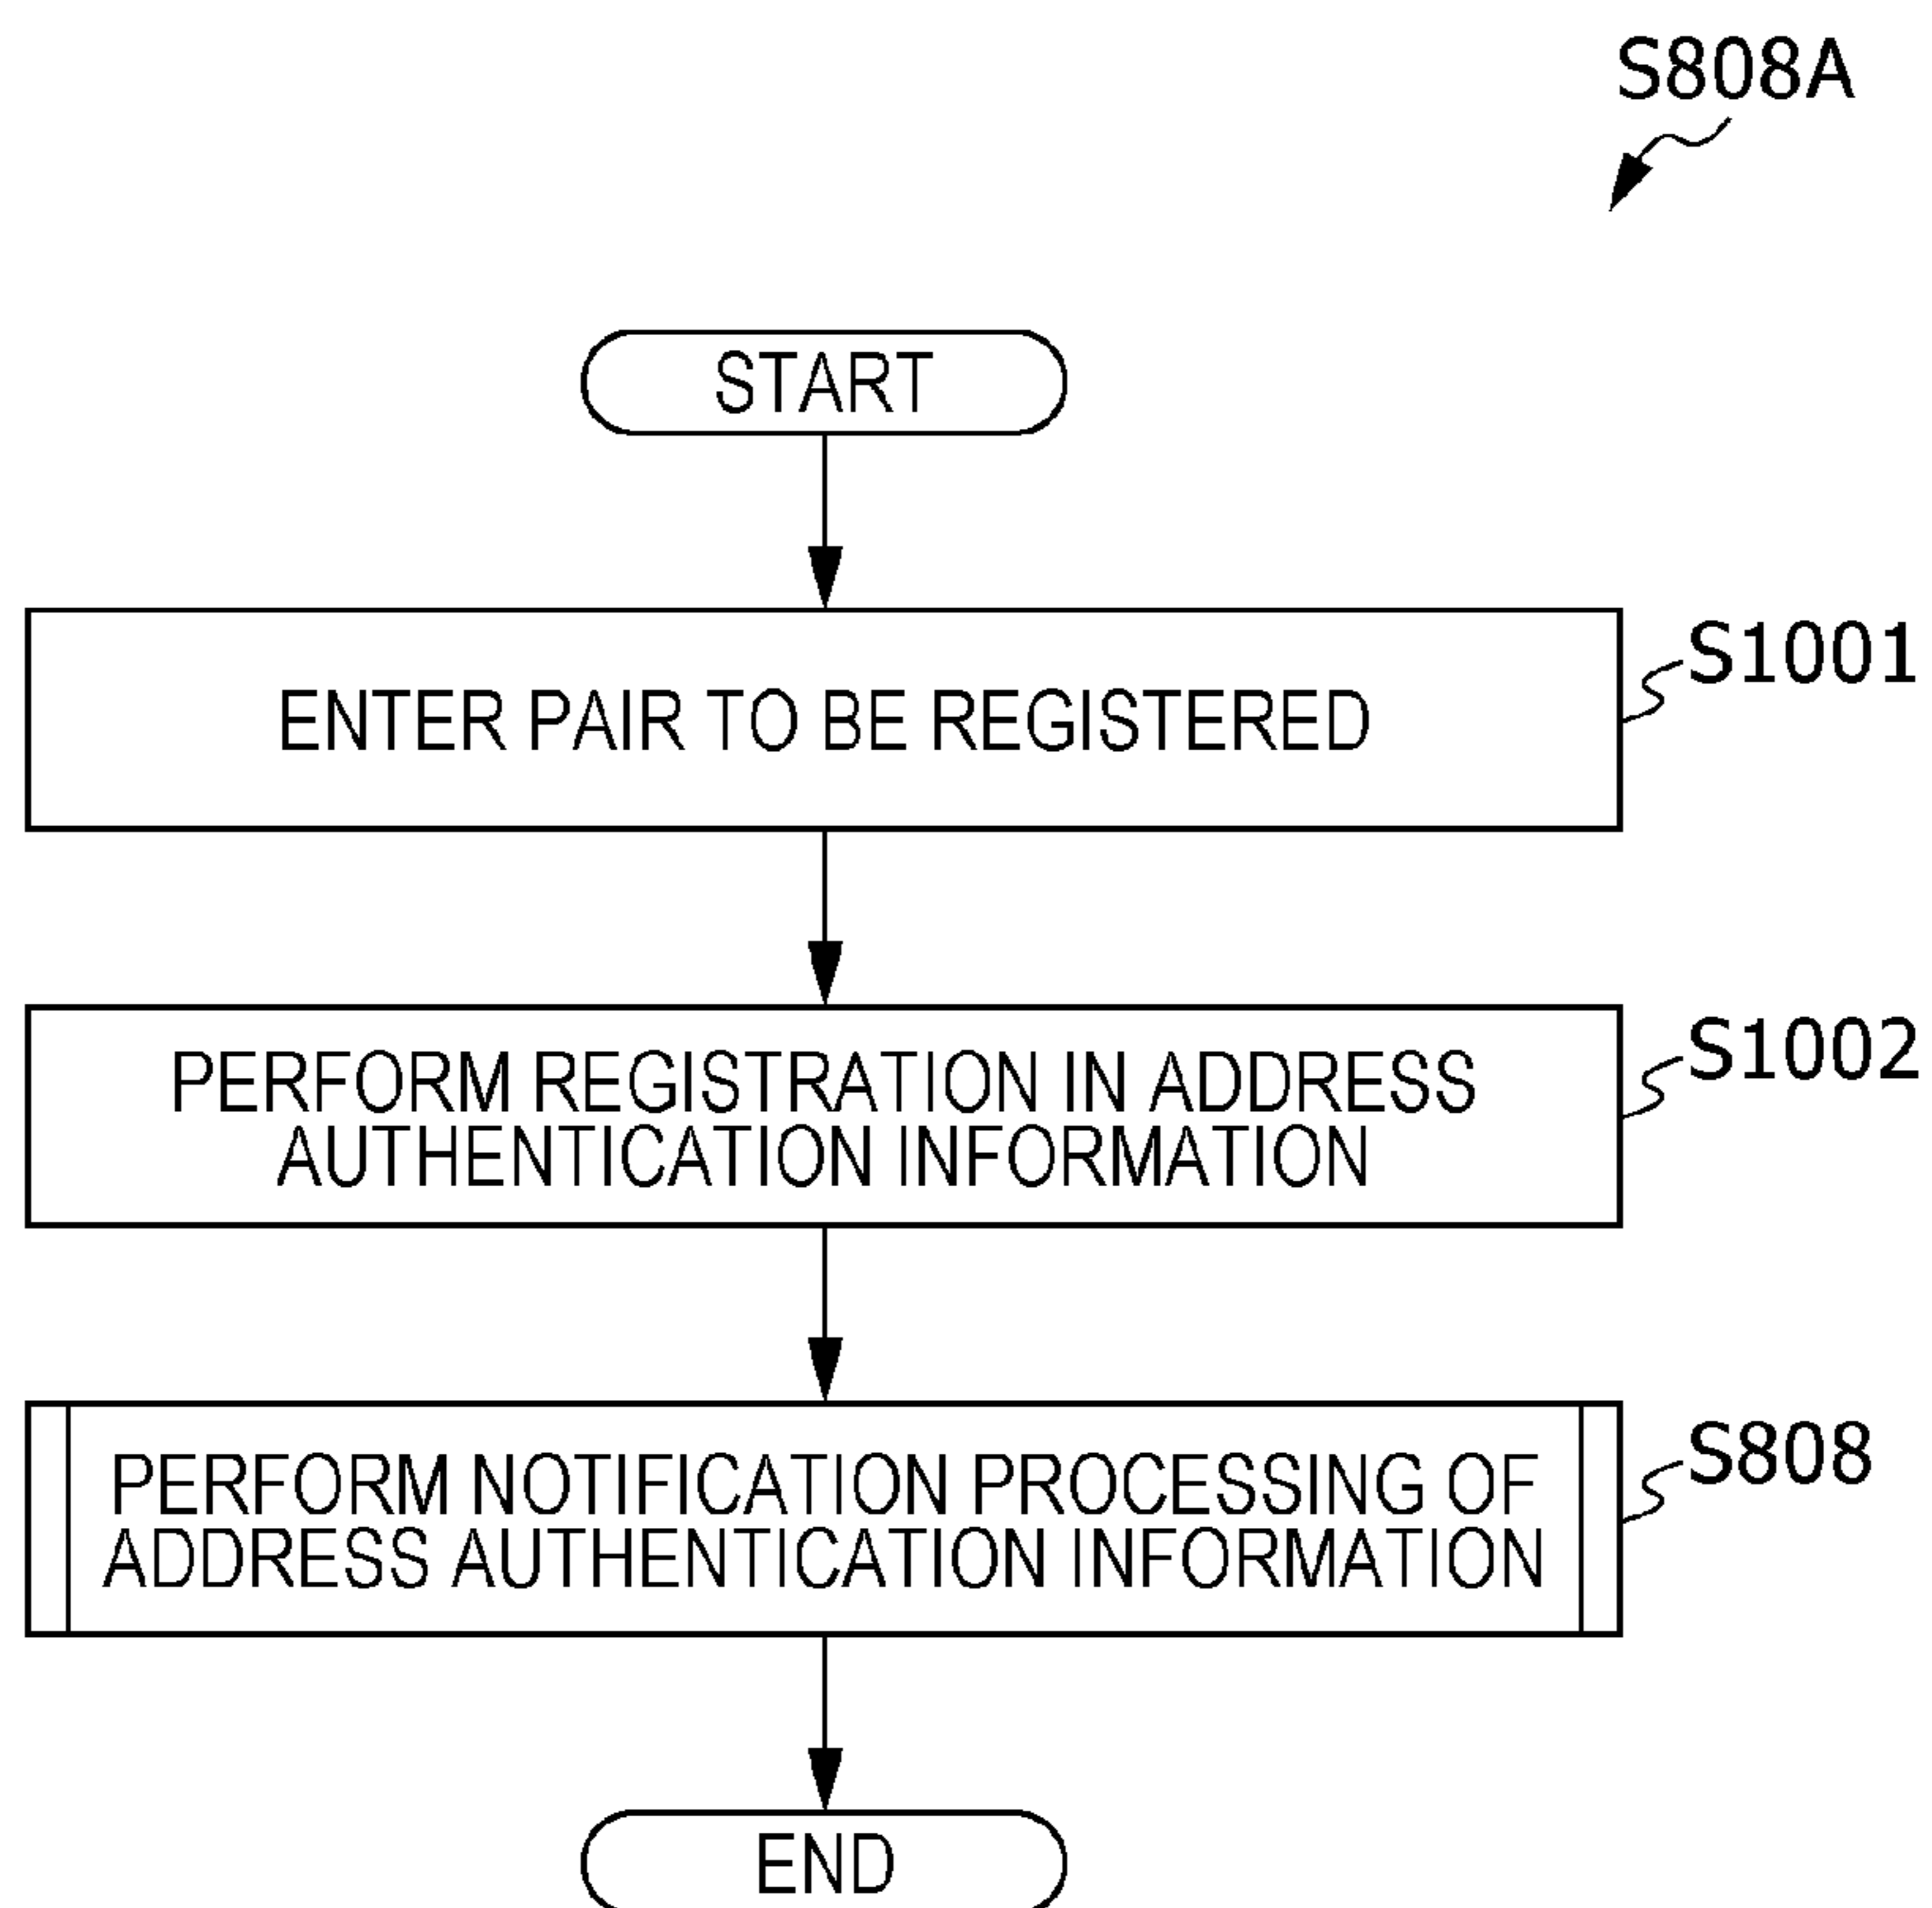 S808A
START
ENTER PAIR TO BE REGISTERED
S1001
PERFORM REGISTRATION IN ADDRESS
AUTHENTICATION INFORMATION
S1002
PERFORM NOTIFICATION PROCESSING OF
ADDRESS AUTHENTICATION INFORMATION
S808
END